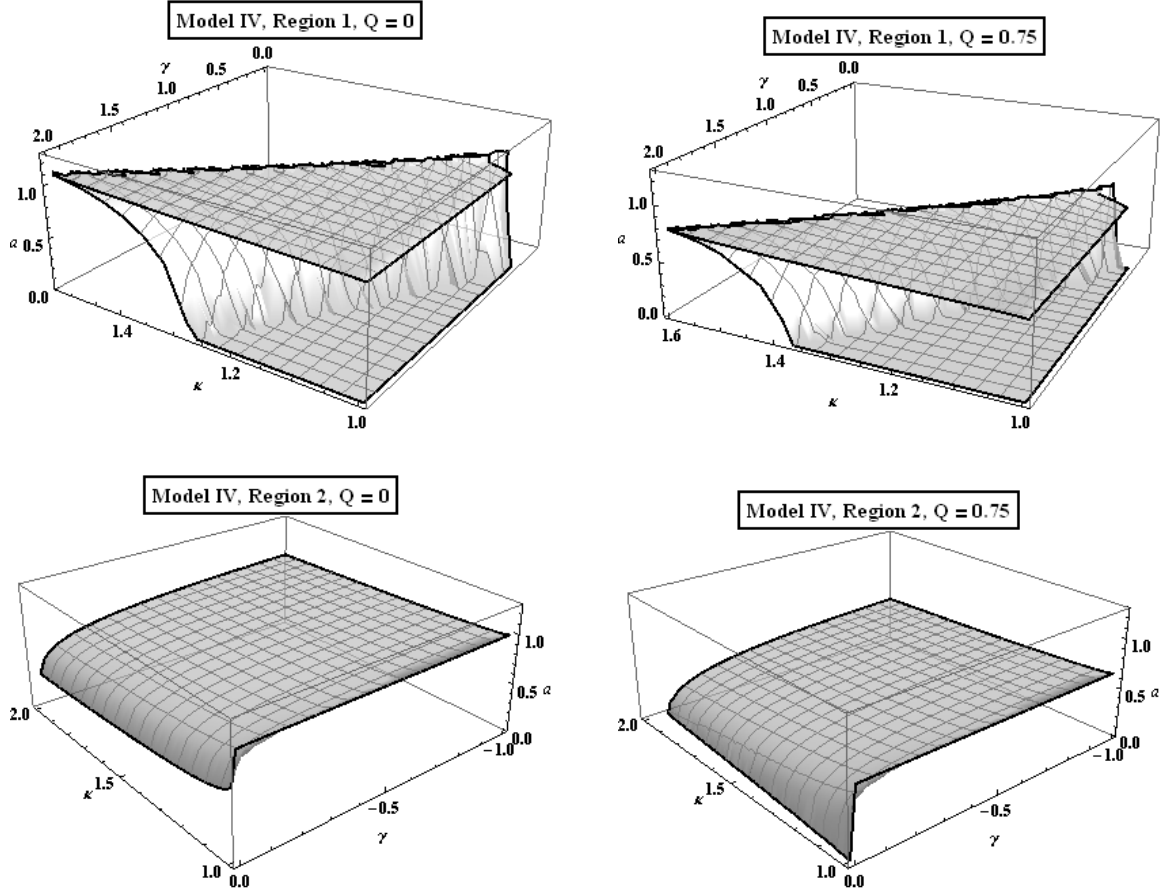 Model IV, Region 1, Q = 0
0.0
0.5
γ
1.0
1.5
2.0
1.0
a 0.5
0.0
1.4
1.2
κ
1.0
Model IV, Region 1, Q = 0.75
0.0
0.5
γ
1.0
1.5
2.0
1.0
a
0.5
0.0
1.6
1.4
1.2
κ
1.0
Model IV, Region 2, Q = 0
1.0
0.5 a
0.0
-1.0
2.0
κ 1.5
-0.5
γ
1.0
0.0
Model IV, Region 2, Q = 0.75
1.0
0.5 a
0.0
-1.0
2.0
κ 1.5
-0.5
γ
1.0
0.0